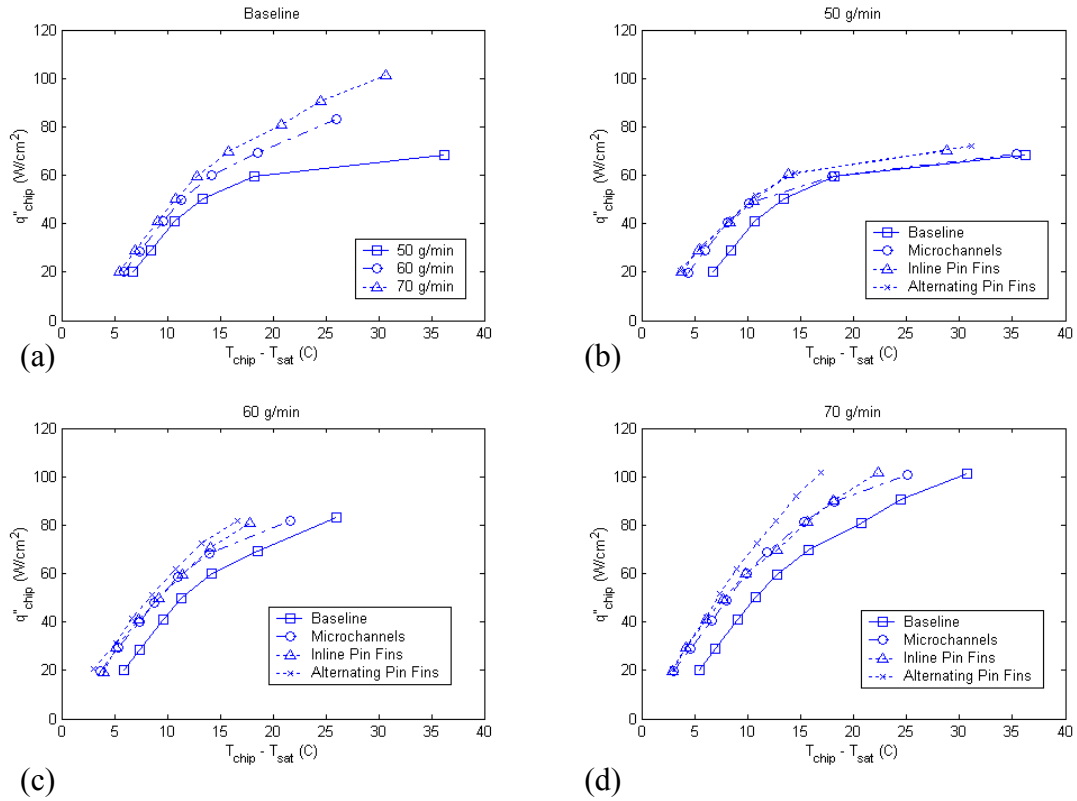 Baseline
120
100
80
60
40
20
0
q"chip (W/cm²)
0 5 10 15 20 25 30 35 40
Tchip - Tsat (C)
50 g/min
60 g/min
70 g/min
(a)
50 g/min
120
100
80
60
40
20
0
q"chip (W/cm²)
0 5 10 15 20 25 30 35 40
Tchip - Tsat (C)
Baseline
Microchannels
Inline Pin Fins
Alternating Pin Fins
(b)
60 g/min
120
100
80
60
40
20
0
q"chip (W/cm²)
0 5 10 15 20 25 30 35 40
Tchip - Tsat (C)
Baseline
Microchannels
Inline Pin Fins
Alternating Pin Fins
(c)
70 g/min
120
100
80
60
40
20
0
q"chip (W/cm²)
0 5 10 15 20 25 30 35 40
Tchip - Tsat (C)
Baseline
Microchannels
Inline Pin Fins
Alternating Pin Fins
(d)